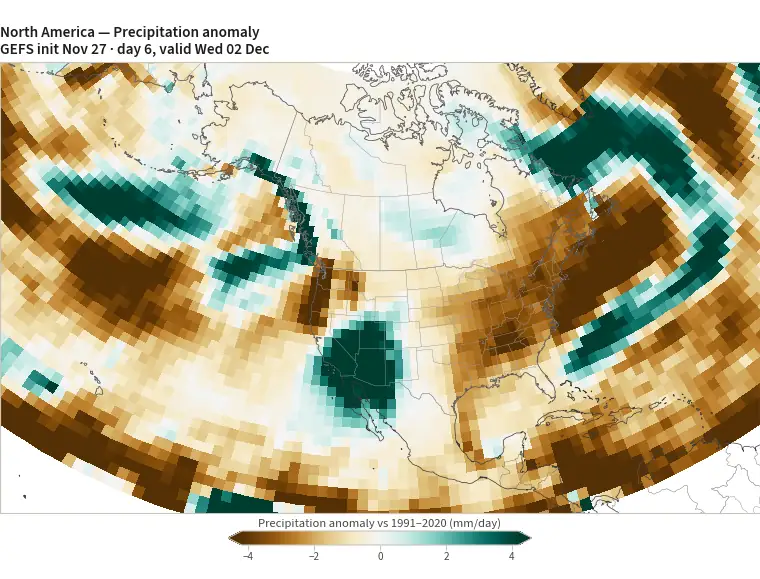 North America — Precipitation anomaly
GEFS init Nov 27 · day 6, valid Wed 02 Dec
Precipitation anomaly vs 1991–2020 (mm/day)
−4 −2 0 2 4